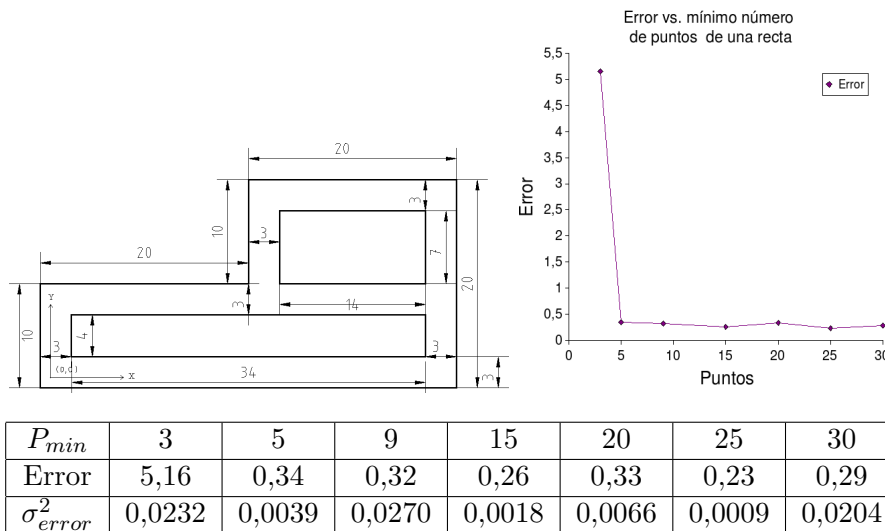 20
3
10
3
7
20
20
3
14
10
Y
4
3
3
(0,0)
X
34
3
Error vs. mínimo número
de puntos de una recta
5,5
5
4,5
4
3,5
3
2,5
2
1,5
1
0,5
0
Error
Error
0 5 10 15 20 25 30
Puntos
P_min 3 5 9 15 20 25 30
Error 5,16 0,34 0,32 0,26 0,33 0,23 0,29
σ²_error 0,0232 0,0039 0,0270 0,0018 0,0066 0,0009 0,0204